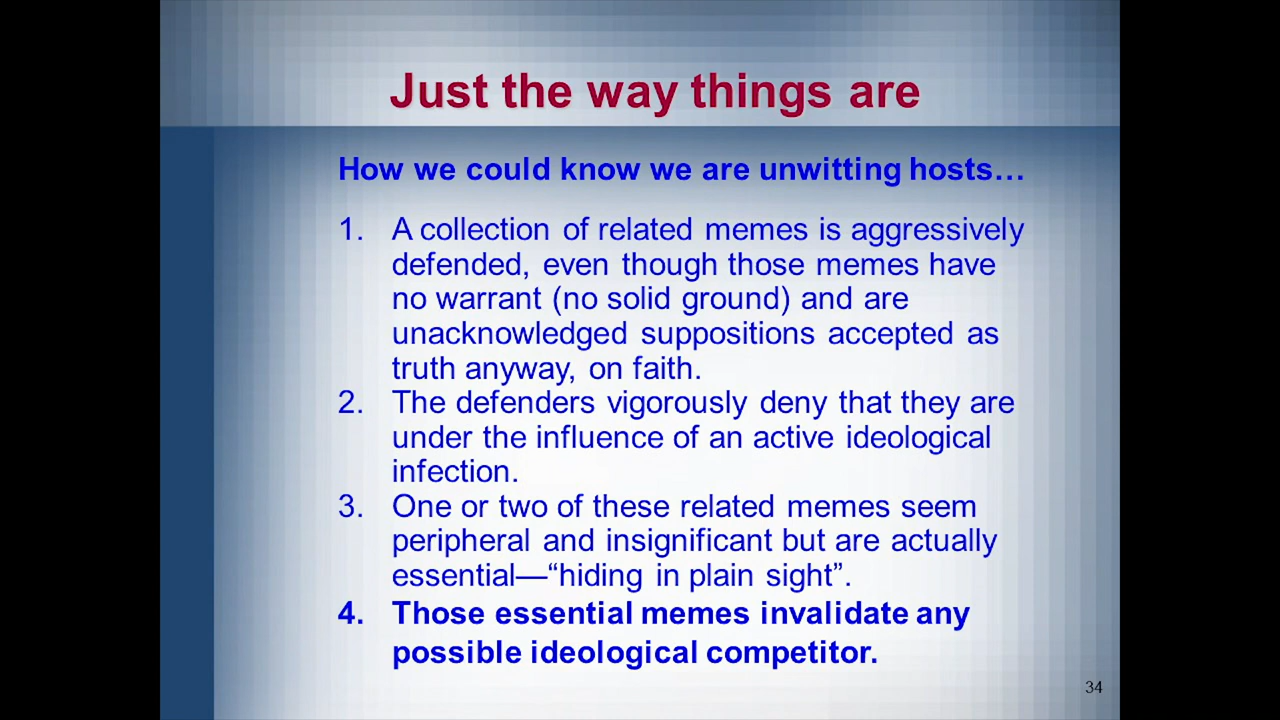 Just the way things are
How we could know we are unwitting hosts…
1. A collection of related memes is aggressively
defended, even though those memes have
no warrant (no solid ground) and are
unacknowledged suppositions accepted as
truth anyway, on faith.
2. The defenders vigorously deny that they are
under the influence of an active ideological
infection.
3. One or two of these related memes seem
peripheral and insignificant but are actually
essential—“hiding in plain sight”.
4. Those essential memes invalidate any
possible ideological competitor.
34